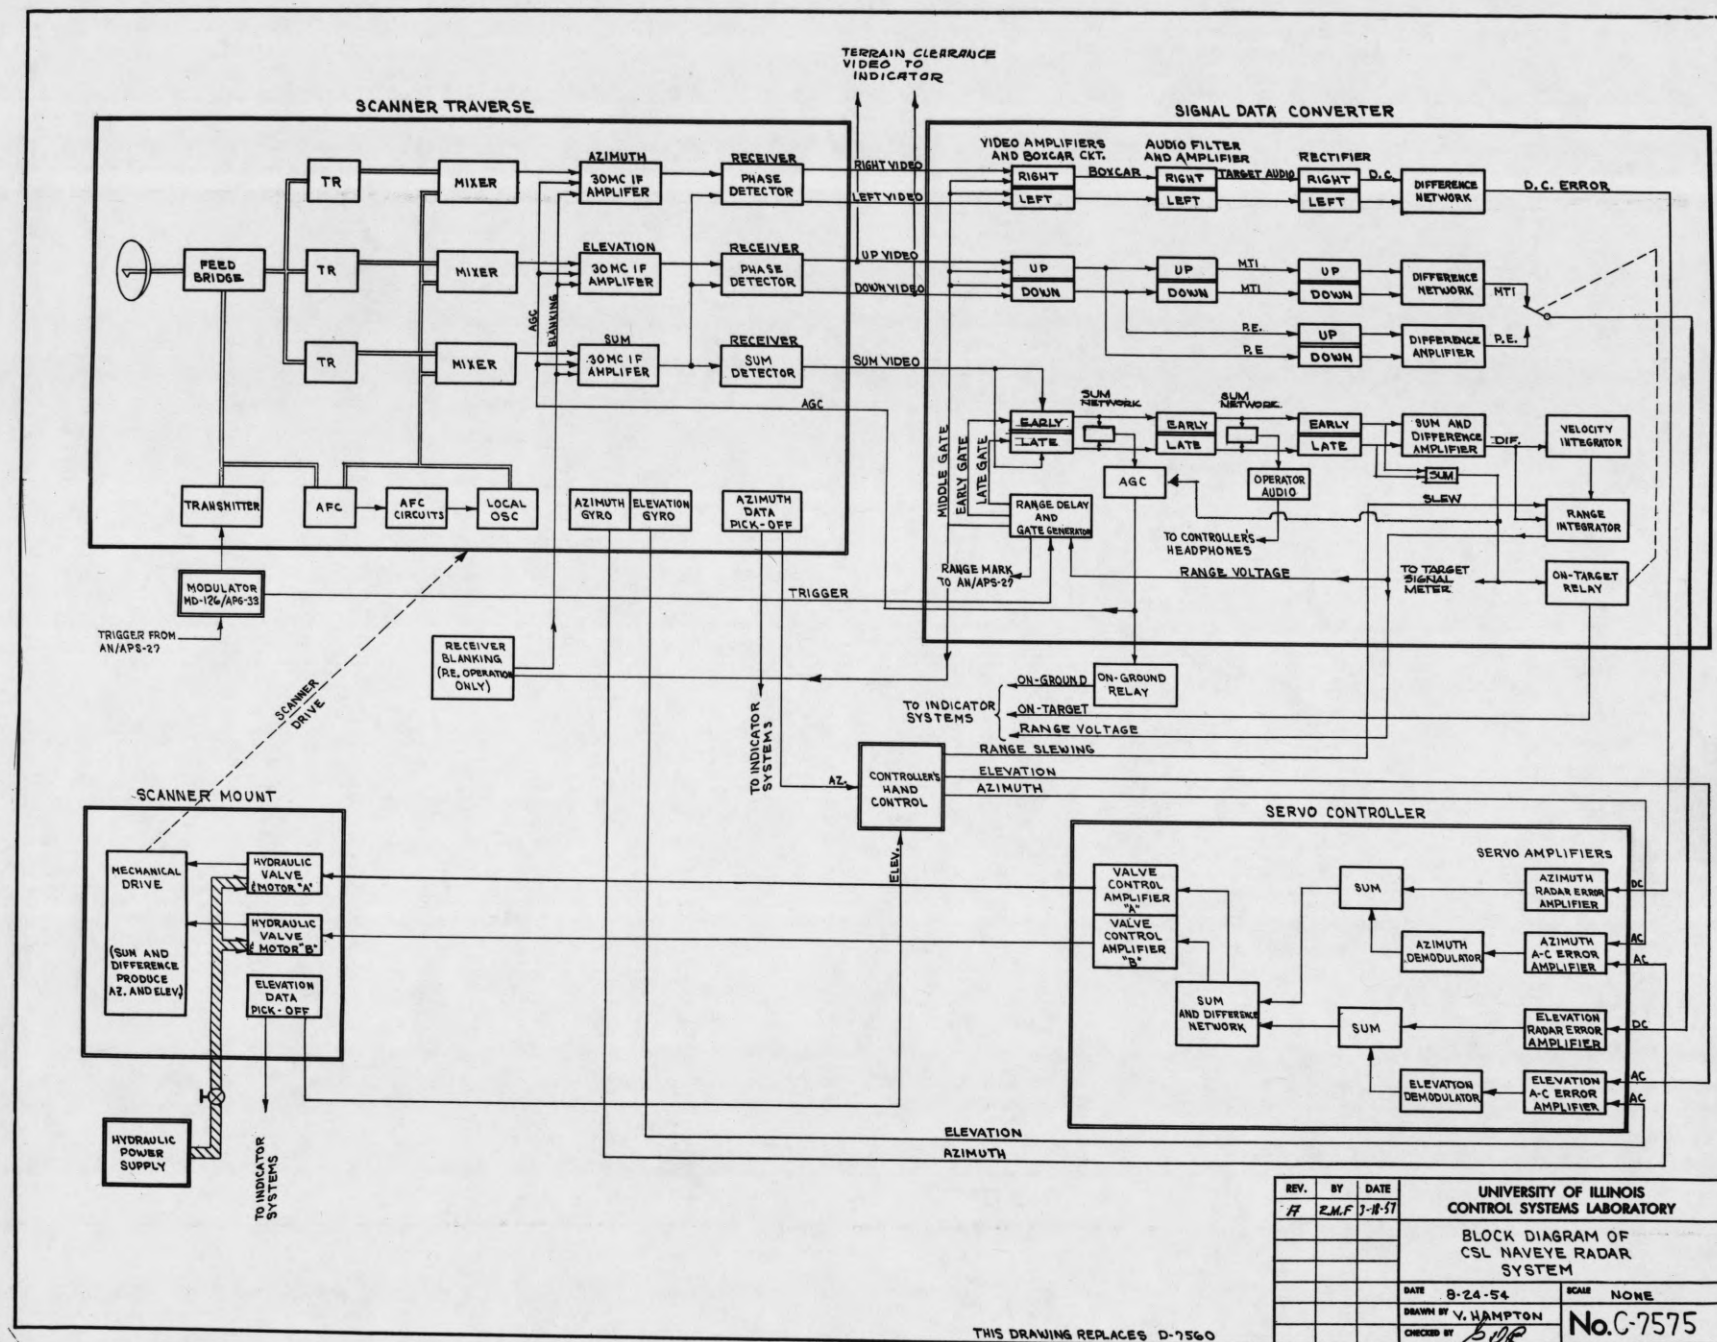 TERRAIN CLEARANCE
VIDEO TO
INDICATOR
SCANNER TRAVERSE
TR
MIXER
AZIMUTH
30MC IF
AMPLIFER
RECEIVER
PHASE
DETECTOR
FEED
BRIDGE
TR
MIXER
ELEVATION
30MC IF
AMPLIFER
RECEIVER
PHASE
DETECTOR
AGC
BLANKING
TR
MIXER
SUM
30MC IF
AMPLIFER
RECEIVER
SUM
DETECTOR
AGC
TRANSMITTER
AFC
AFC
CIRCUITS
LOCAL
OSC
AZIMUTH
GYRO
ELEVATION
GYRO
AZIMUTH
DATA
PICK-OFF
RIGHT VIDEO
LEFT VIDEO
UP VIDEO
DOWN VIDEO
SUM VIDEO
SIGNAL DATA CONVERTER
VIDEO AMPLIFIERS
AND BOXCAR CKT.
AUDIO FILTER
AND AMPLIFIER
RECTIFIER
RIGHT
BOXCAR
RIGHT
TARGET AUDIO
RIGHT
D.C.
LEFT
LEFT
LEFT
DIFFERENCE
NETWORK
D.C. ERROR
UP
UP
MTI
UP
DOWN
DOWN
MTI
DOWN
DIFFERENCE
NETWORK
MTI
P.E.
UP
P.E
DOWN
DIFFERENCE
AMPLIFIER
P.E.
SUM
NETWORK
SUM
NETWORK
EARLY
LATE
EARLY
LATE
EARLY
LATE
SUM AND
DIFFERENCE
AMPLIFIER
DIF.
VELOCITY
INTEGRATOR
MIDDLE GATE
EARLY GATE
LATE GATE
AGC
OPERATOR
AUDIO
SUM
SLEW
RANGE DELAY
AND
GATE GENERATOR
RANGE
INTEGRATOR
TO CONTROLLER'S
HEADPHONES
RANGE MARK
TO AN/APS-27
RANGE VOLTAGE
TO TARGET
SIGNAL
METER
ON-TARGET
RELAY
MODULATOR
MD-126/APG-33
TRIGGER
TRIGGER FROM
AN/APS-27
RECEIVER
BLANKING
(P.E. OPERATION
ONLY)
SCANNER
DRIVE
TO INDICATOR
SYSTEMS
ON-GROUND
ON-GROUND
RELAY
TO INDICATOR
SYSTEMS
ON-TARGET
RANGE VOLTAGE
RANGE SLEWING
ELEVATION
AZIMUTH
AZ.
CONTROLLER'S
HAND
CONTROL
ELEV.
SCANNER MOUNT
MECHANICAL
DRIVE
(SUM AND
DIFFERENCE
PRODUCE
AZ. AND ELEV.)
HYDRAULIC
VALVE
& MOTOR "A"
HYDRAULIC
VALVE
& MOTOR "B"
ELEVATION
DATA
PICK-OFF
HYDRAULIC
POWER
SUPPLY
TO INDICATOR
SYSTEMS
SERVO CONTROLLER
SERVO AMPLIFIERS
VALVE
CONTROL
AMPLIFIER
"A"
VALVE
CONTROL
AMPLIFIER
"B"
SUM
AZIMUTH
RADAR ERROR
AMPLIFIER
DC
AZIMUTH
DEMODULATOR
AZIMUTH
A-C ERROR
AMPLIFIER
AC
AC
SUM
AND DIFFERENCE
NETWORK
SUM
ELEVATION
RADAR ERROR
AMPLIFIER
DC
ELEVATION
DEMODULATOR
ELEVATION
A-C ERROR
AMPLIFIER
AC
AC
ELEVATION
AZIMUTH
REV. BY DATE
A R.M.F
UNIVERSITY OF ILLINOIS
CONTROL SYSTEMS LABORATORY
BLOCK DIAGRAM OF
CSL NAVEYE RADAR
SYSTEM
DATE 8-24-54
SCALE NONE
DRAWN BY V. HAMPTON
CHECKED BY
No. C-7575
THIS DRAWING REPLACES D-7560